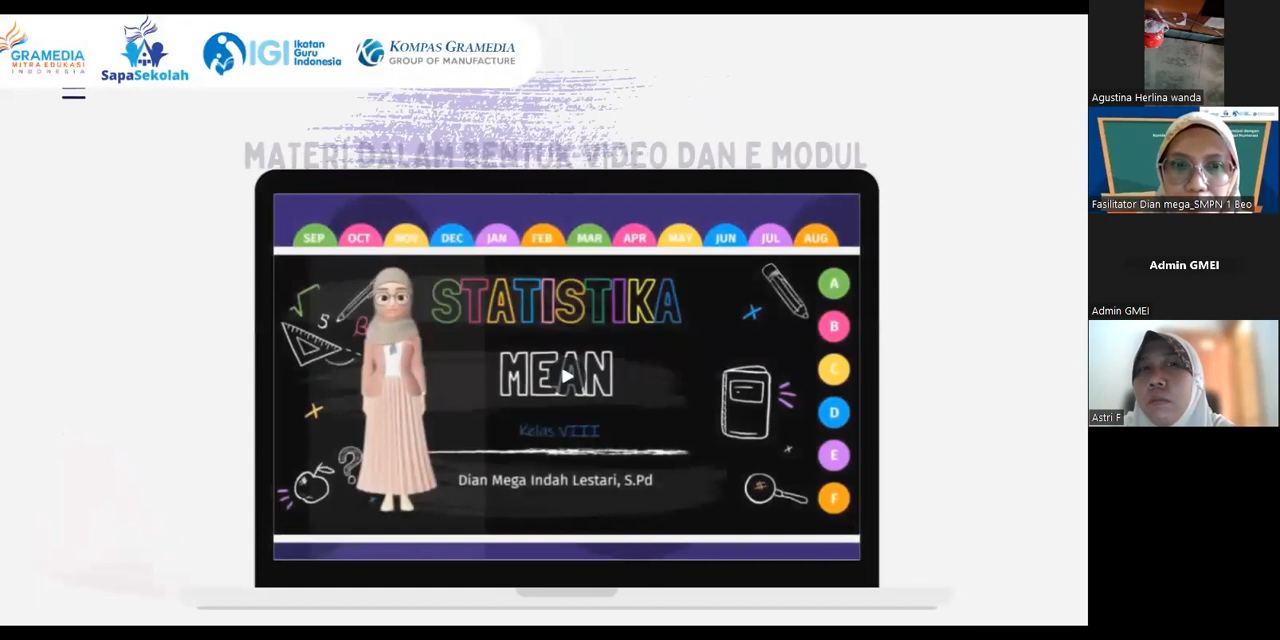 GRAMEDIA
MITRA EDUKASI
INDONESIA
SapaSekolah
IGI Ikatan
Guru
Indonesia
KOMPAS GRAMEDIA
GROUP OF MANUFACTURE
MATERI DALAM BENTUK VIDEO DAN E MODUL
SEP OCT NOV DEC JAN FEB MAR APR MAY JUN JUL AUG
STATISTIKA
MEAN
Kelas VIII
Dian Mega Indah Lestari, S.Pd
A
B
C
D
E
F
Agustina Herlina wanda
Fasilitator Dian mega_SMPN 1 Beo
Admin GMEI
Admin GMEI
Astri F